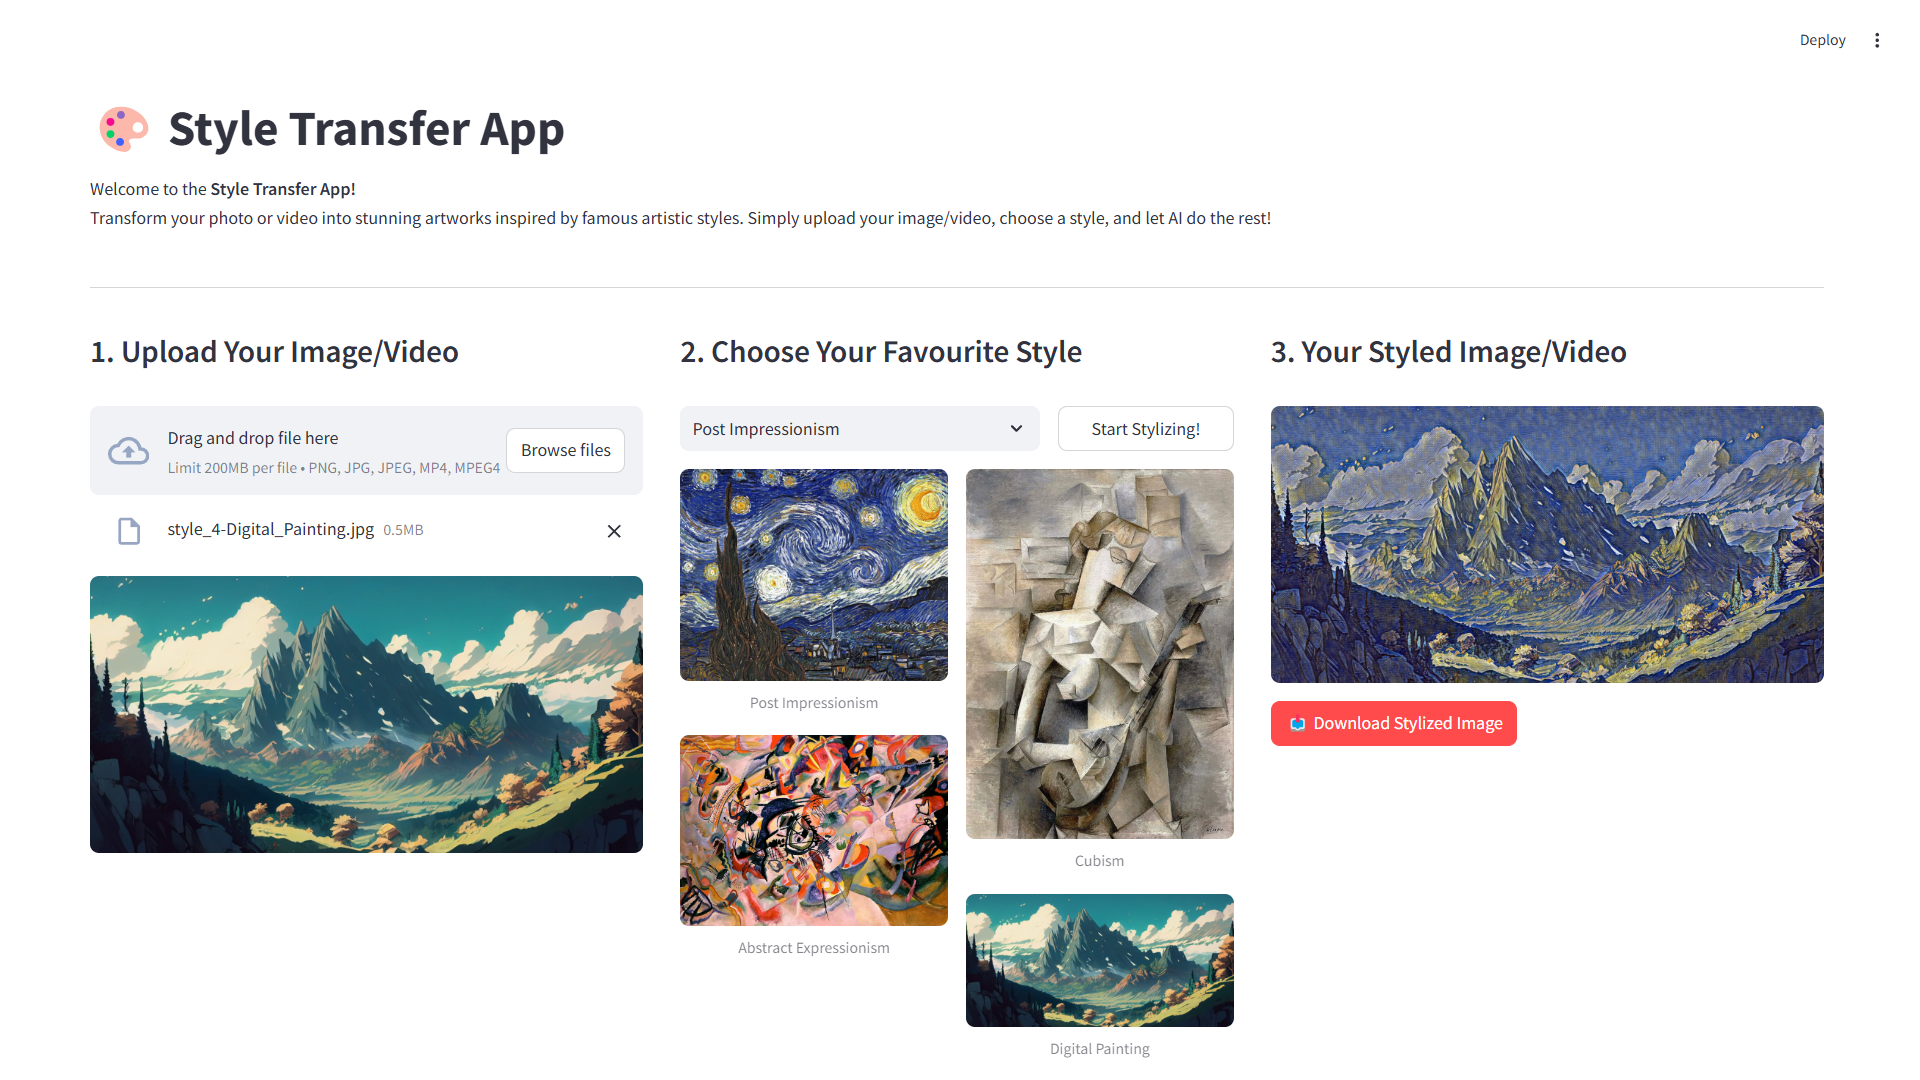 Deploy
Style Transfer App
Welcome to the Style Transfer App!
Transform your photo or video into stunning artworks inspired by famous artistic styles. Simply upload your image/video, choose a style, and let AI do the rest!
1. Upload Your Image/Video
Drag and drop file here
Limit 200MB per file • PNG, JPG, JPEG, MP4, MPEG4
Browse files
style_4-Digital_Painting.jpg 0.5MB
2. Choose Your Favourite Style
Post Impressionism
Start Stylizing!
Post Impressionism
Abstract Expressionism
Cubism
Digital Painting
3. Your Styled Image/Video
Download Stylized Image